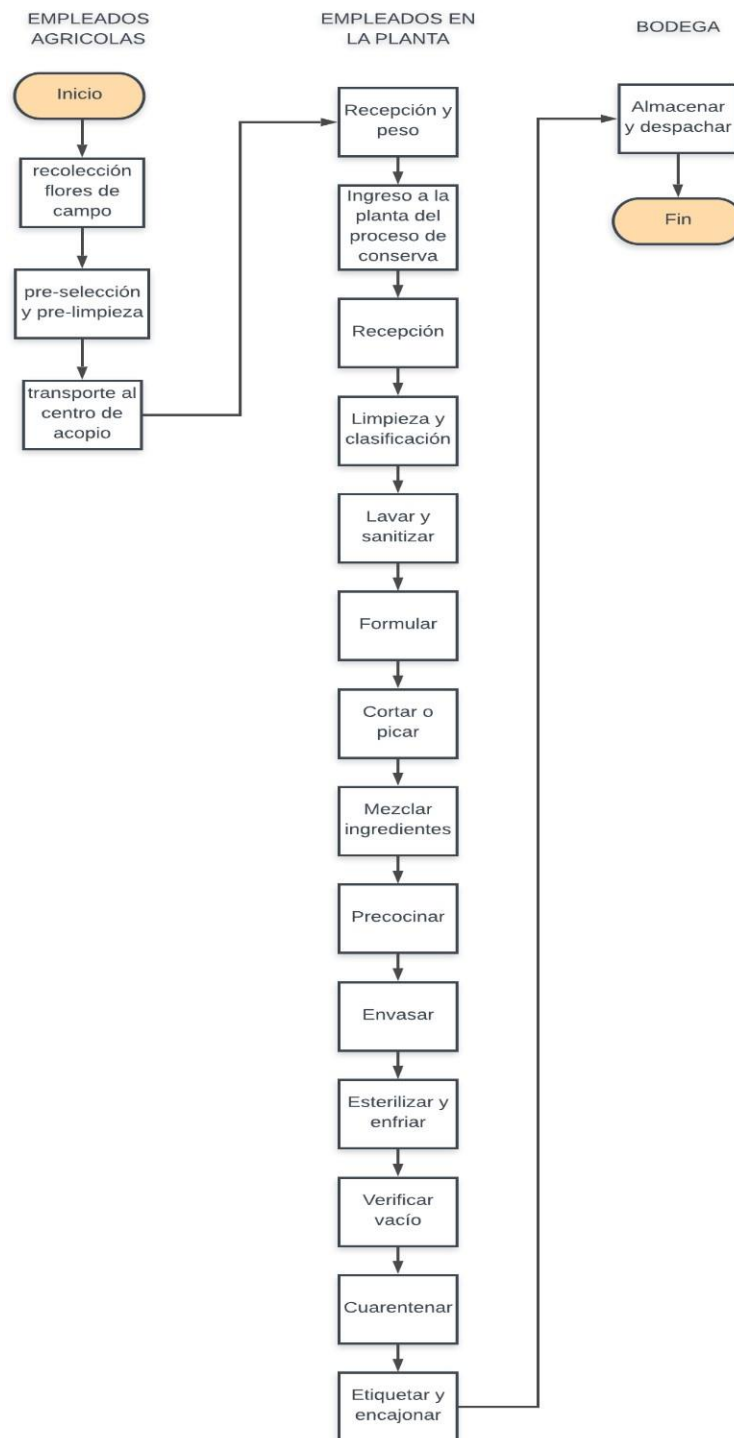 EMPLEADOS
AGRICOLAS
Inicio
recolección
flores de
campo
pre-selección
y pre-limpieza
transporte al
centro de
acopio
EMPLEADOS EN
LA PLANTA
Recepción y
peso
Ingreso a la
planta del
proceso de
conserva
Recepción
Limpieza y
clasificación
Lavar y
sanitizar
Formular
Cortar o
picar
Mezclar
ingredientes
Precocinar
Envasar
Esterilizar y
enfriar
Verificar
vacío
Cuarentenar
Etiquetar y
encajonar
BODEGA
Almacenar
y despachar
Fin